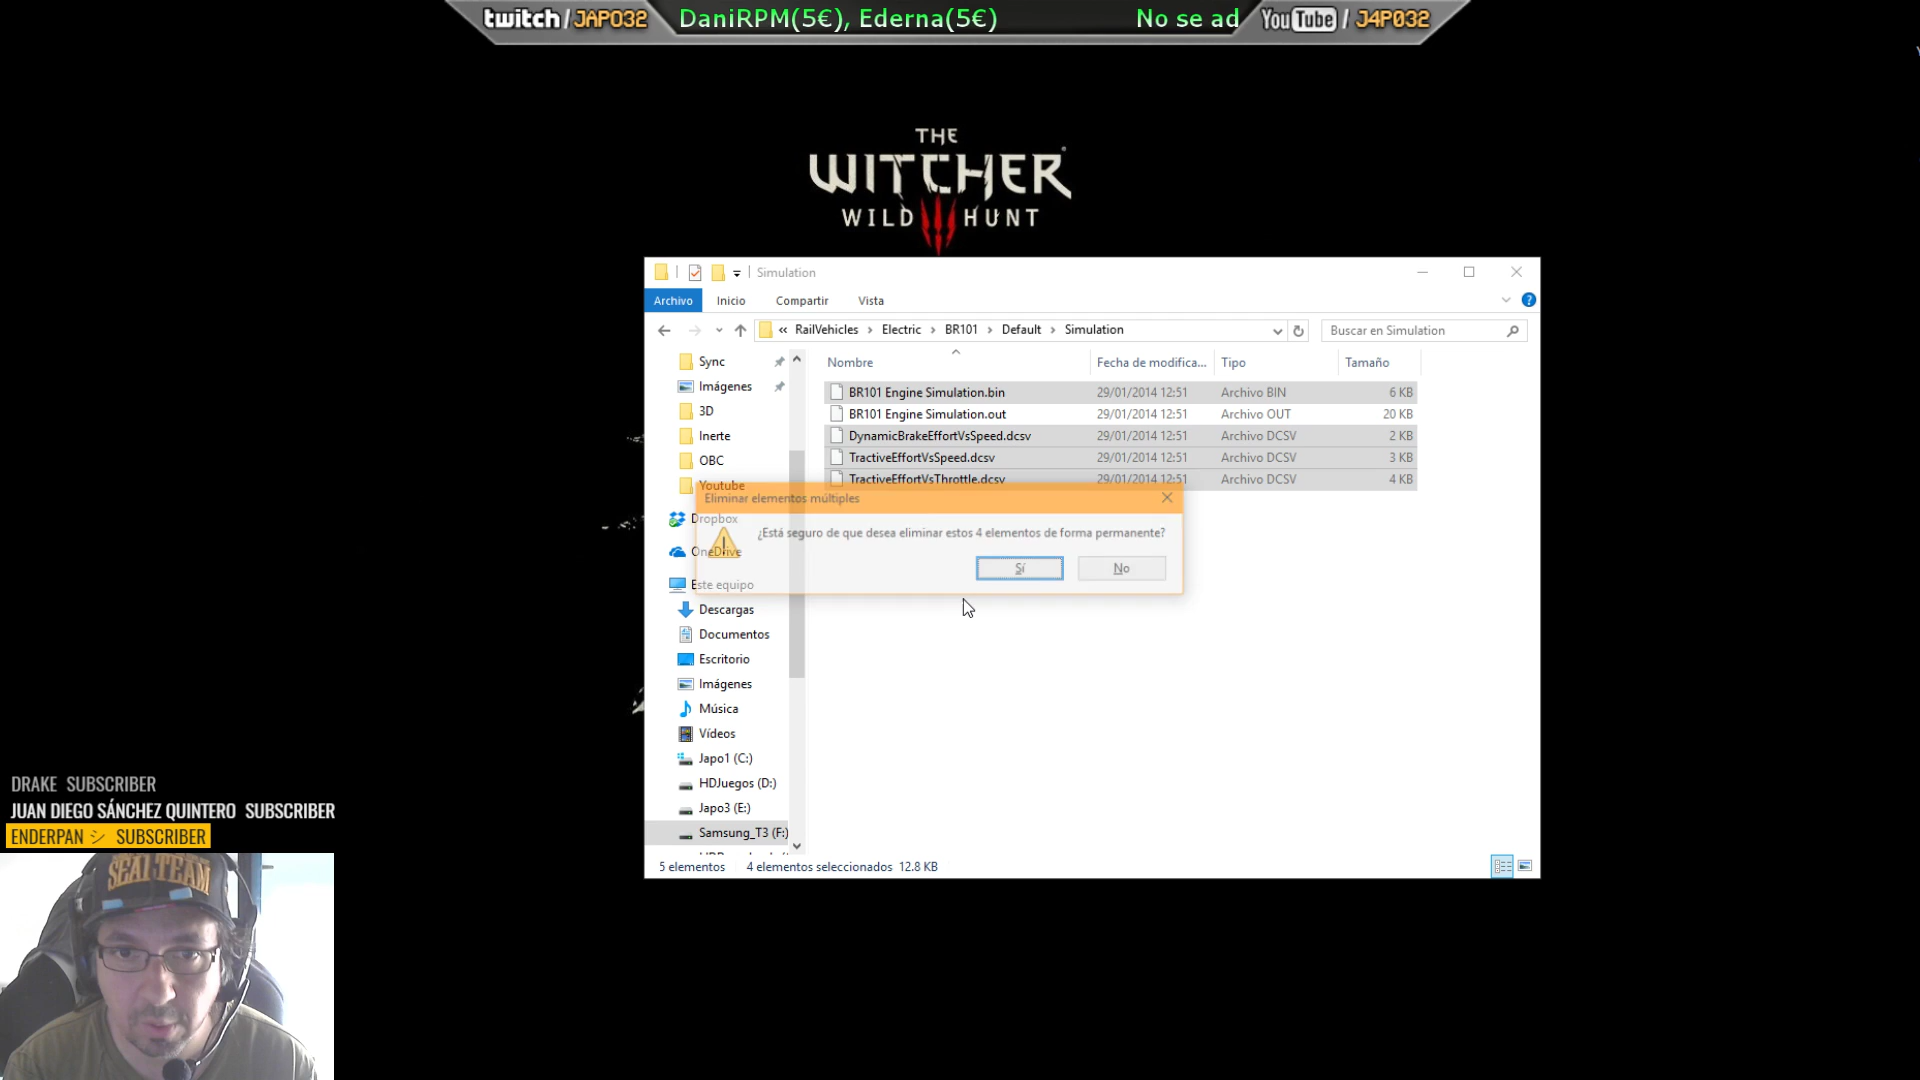 twitch / JAPO32
DaniRPM(5€), Ederna(5€)
No se ad
YouTube / J4P032
THE
WITCHER
WILD HUNT
Simulation
Archivo Inicio Compartir Vista
« RailVehicles > Electric > BR101 > Default > Simulation
Buscar en Simulation
Nombre Fecha de modifica... Tipo Tamaño
BR101 Engine Simulation.bin 29/01/2014 12:51 Archivo BIN 6 KB
BR101 Engine Simulation.out 29/01/2014 12:51 Archivo OUT 20 KB
DynamicBrakeEffortVsSpeed.dcsv 29/01/2014 12:51 Archivo DCSV 2 KB
TractiveEffortVsSpeed.dcsv 29/01/2014 12:51 Archivo DCSV 3 KB
TractiveEffortVsThrottle.dcsv 29/01/2014 12:51 Archivo DCSV 4 KB
Sync
Imágenes
3D
Inerte
OBC
Youtube
Dropbox
OneDrive
Este equipo
Descargas
Documentos
Escritorio
Imágenes
Música
Vídeos
Japo1 (C:)
HDJuegos (D:)
Japo3 (E:)
Samsung_T3 (F:)
Eliminar elementos múltiples
¿Está seguro de que desea eliminar estos 4 elementos de forma permanente?
Sí No
5 elementos 4 elementos seleccionados 12.8 KB
DRAKE SUBSCRIBER
JUAN DIEGO SÁNCHEZ QUINTERO SUBSCRIBER
ENDERPAN シ SUBSCRIBER
SEAL TEAM